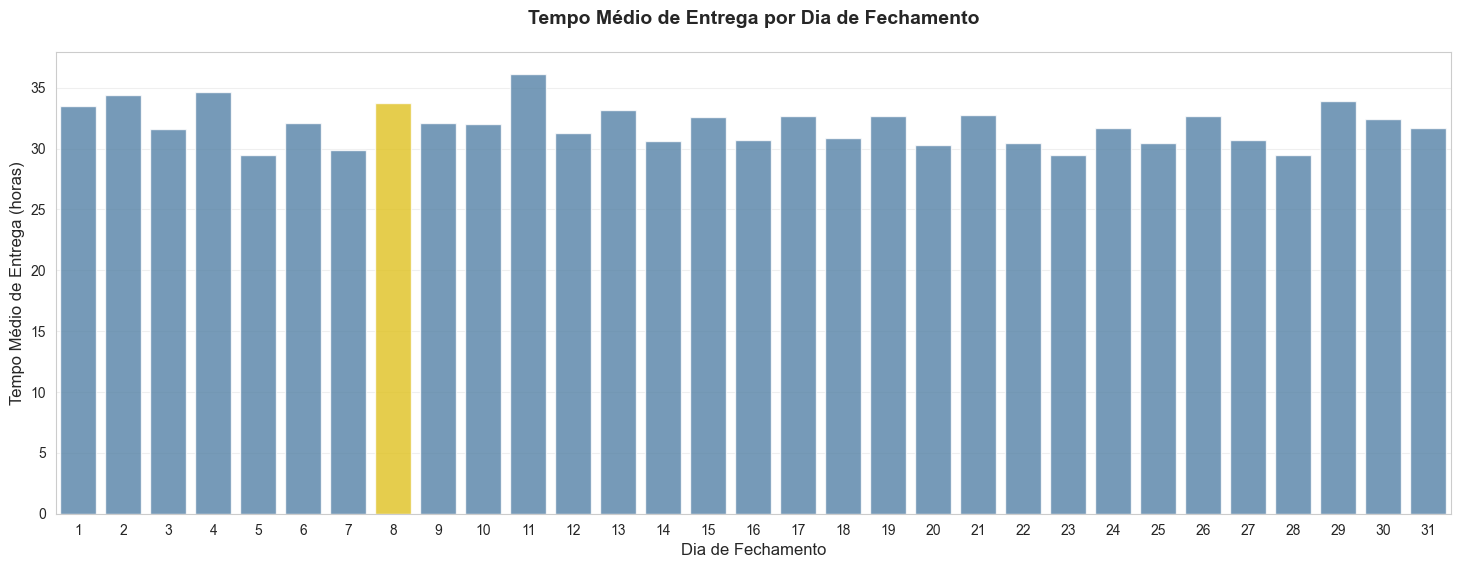 Tempo Médio de Entrega por Dia de Fechamento
Tempo Médio de Entrega (horas)
35
30
25
20
15
10
5
0
1 2 3 4 5 6 7 8 9 10 11 12 13 14 15 16 17 18 19 20 21 22 23 24 25 26 27 28 29 30 31
Dia de Fechamento